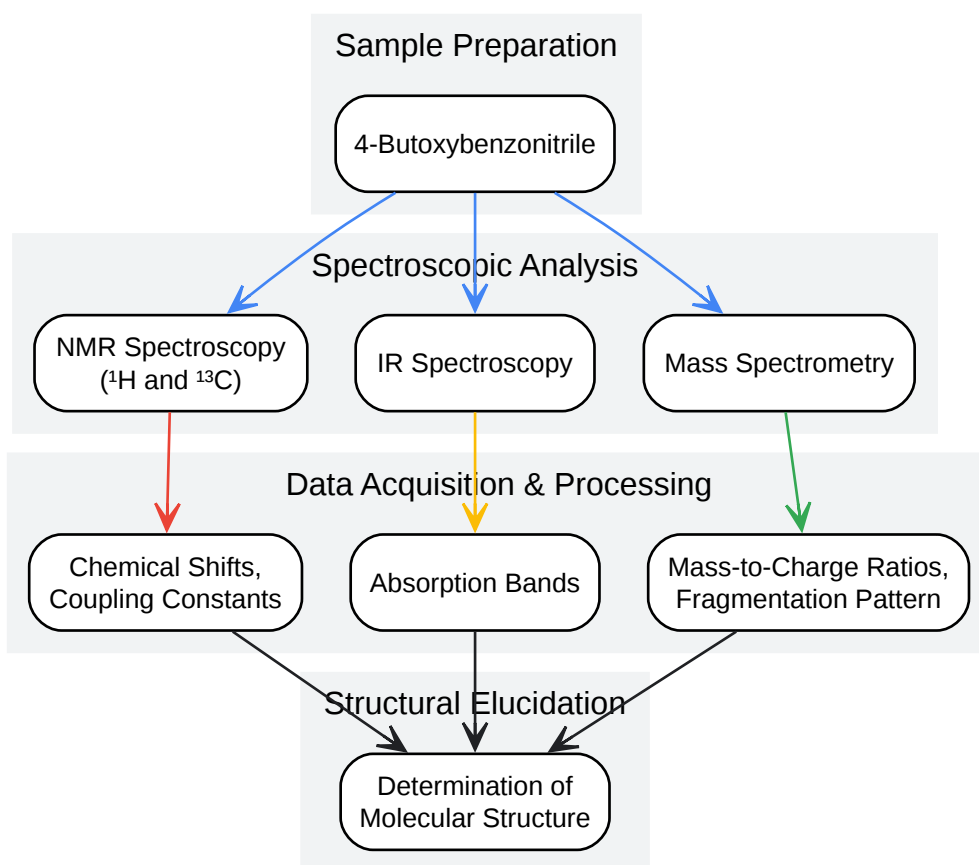 Sample Preparation
4-Butoxybenzonitrile
Spectroscopic Analysis
NMR Spectroscopy
(¹H and ¹³C)
IR Spectroscopy
Mass Spectrometry
Data Acquisition & Processing
Chemical Shifts,
Coupling Constants
Absorption Bands
Mass-to-Charge Ratios,
Fragmentation Pattern
Structural Elucidation
Determination of
Molecular Structure